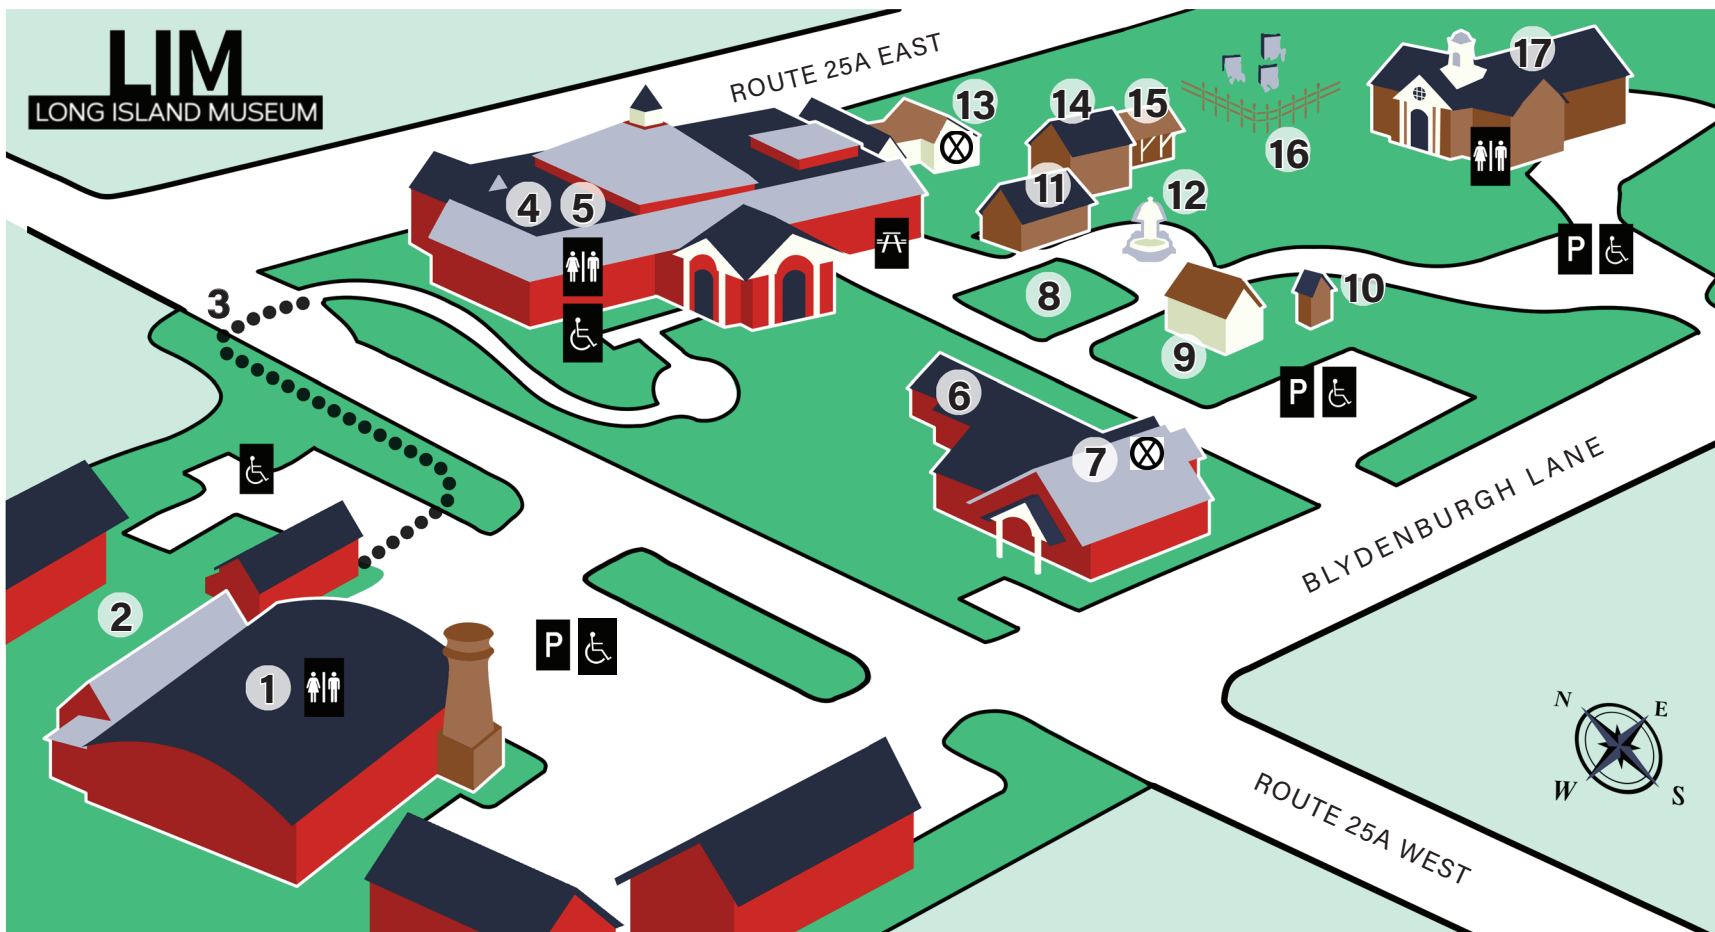 LIM
LONG ISLAND MUSEUM
ROUTE 25A EAST
17
13
14
15
16
11
12
4
5
3
8
10
9
P
6
P
7
BLYDENBURGH LANE
2
P
1
N
E
W
S
ROUTE 25A WEST